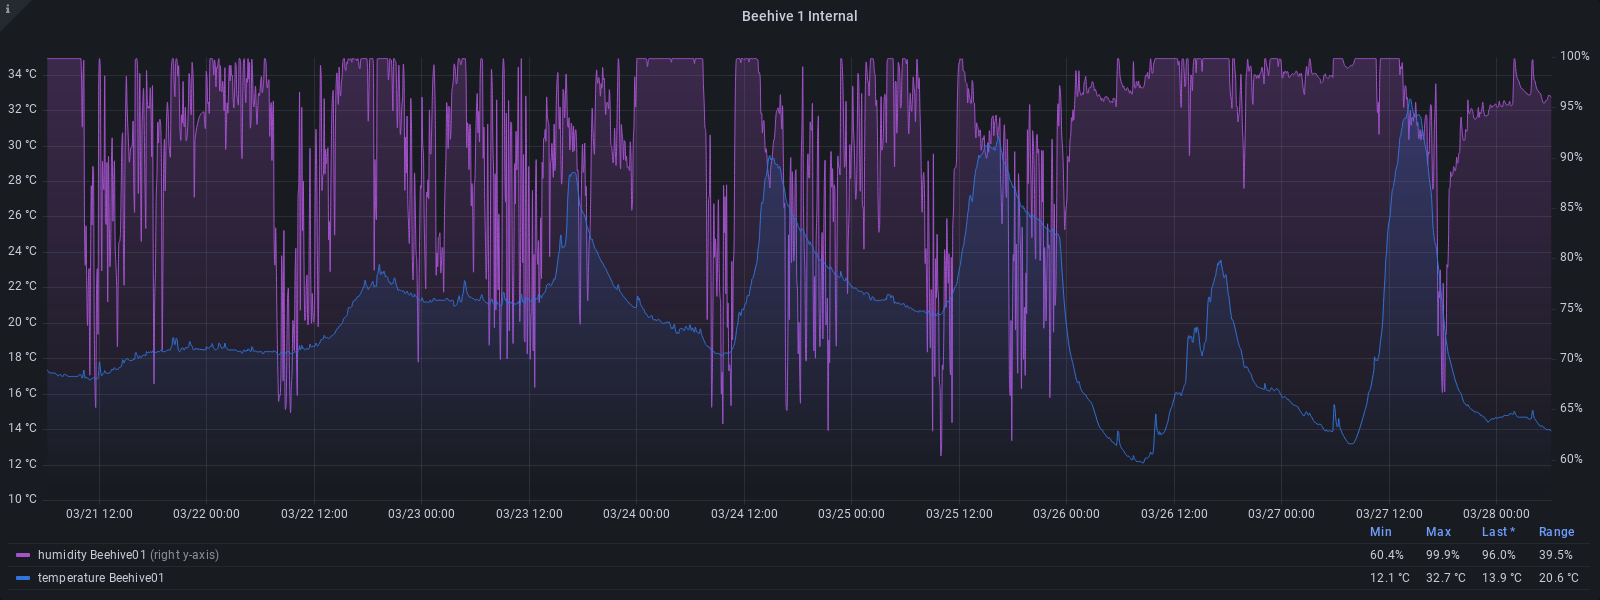 i
Beehive 1 Internal
34 °C
32 °C
30 °C
28 °C
26 °C
24 °C
22 °C
20 °C
18 °C
16 °C
14 °C
12 °C
10 °C
100%
95%
90%
85%
80%
75%
70%
65%
60%
03/21 12:00 03/22 00:00 03/22 12:00 03/23 00:00 03/23 12:00 03/24 00:00 03/24 12:00 03/25 00:00 03/25 12:00 03/26 00:00 03/26 12:00 03/27 00:00 03/27 12:00 03/28 00:00
Min Max Last * Range
humidity Beehive01 (right y-axis) 60.4% 99.9% 96.0% 39.5%
temperature Beehive01 12.1 °C 32.7 °C 13.9 °C 20.6 °C